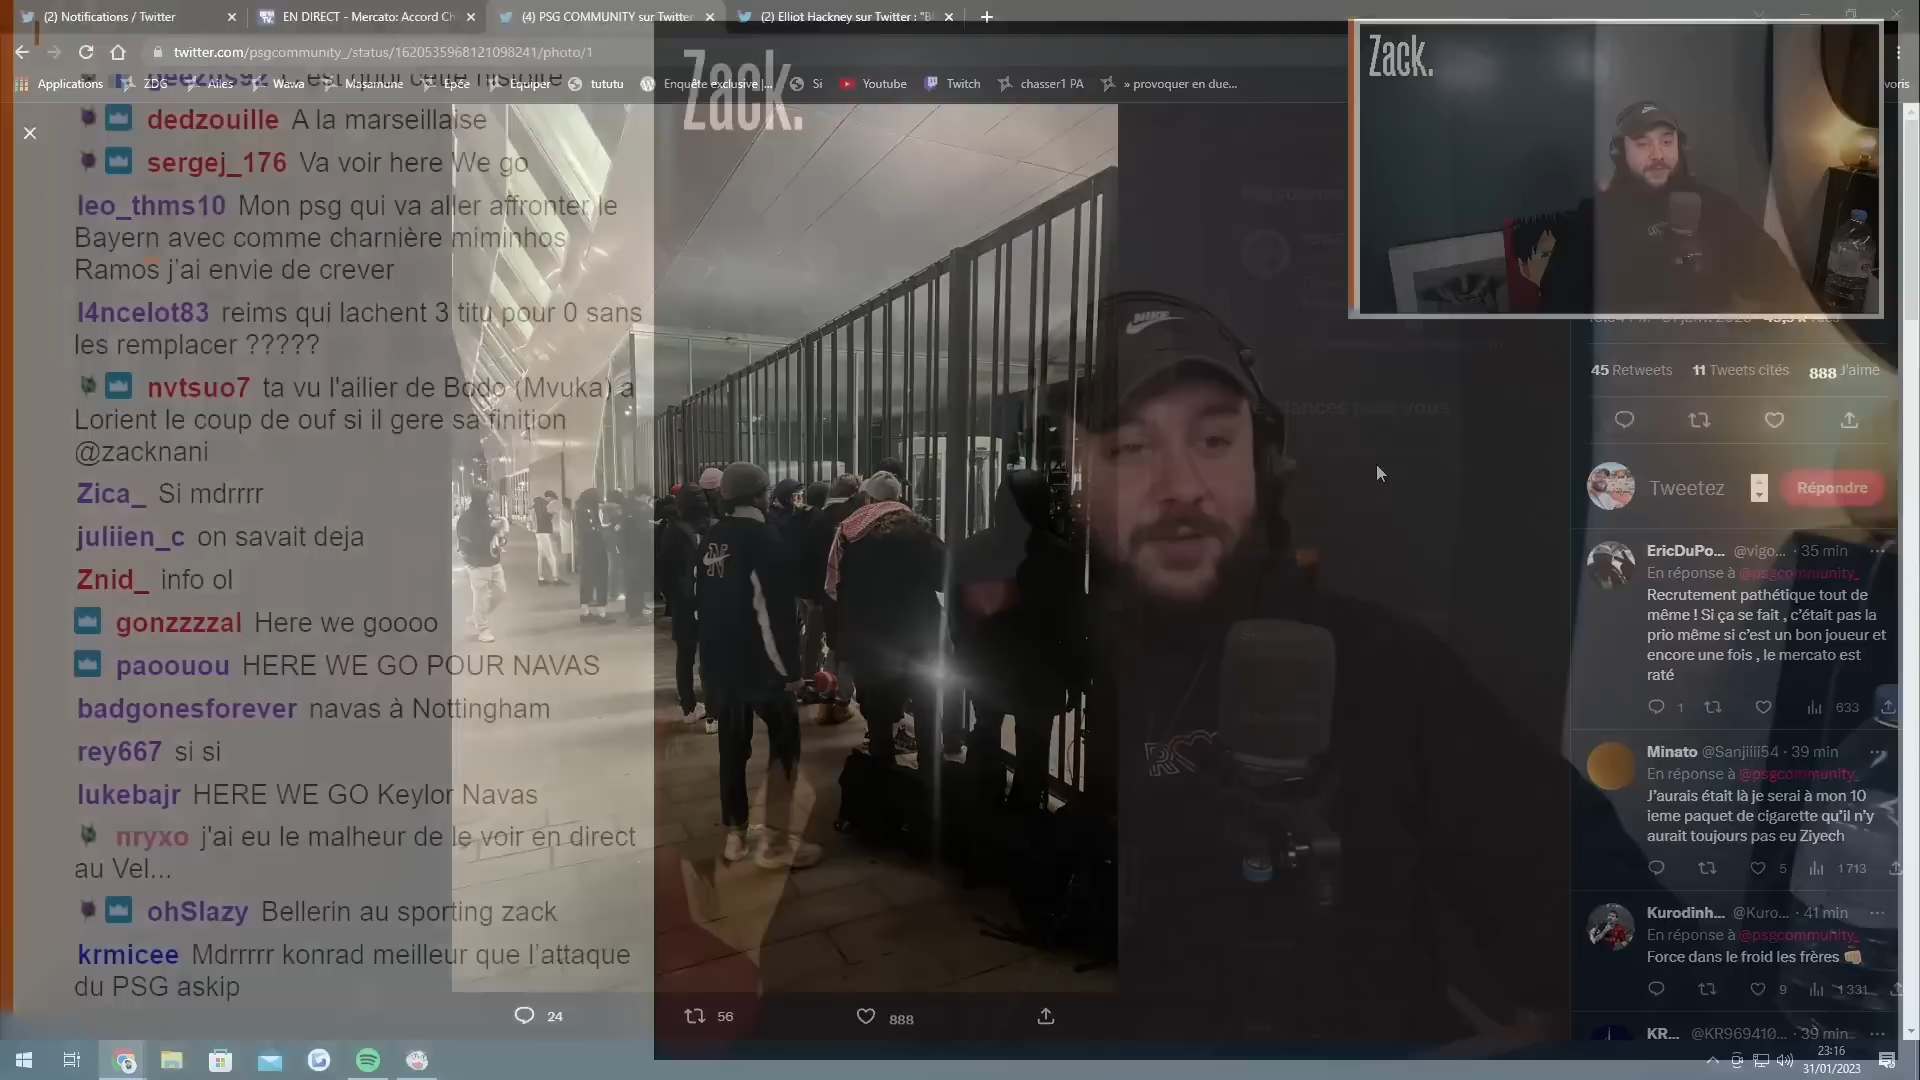 (2) Notifications / Twitter
EN DIRECT - Mercato: Accord Ch
(4) PSG COMMUNITY sur Twitter
(2) Elliot Hackney sur Twitter : "B
twitter.com/psgcommunity_/status/1620535968121098241/photo/1
Applications
ZDG
Ailes
Wawa
Masamune
Epée
Equiper
tututu
Enquête exclusive |...
Si
Youtube
Twitch
chasser1 PA
» provoquer en due...
voris
Zack.
Zack.
dedzouille A la marseillaise
sergej_176 Va voir here We go
leo_thms10 Mon psg qui va aller affronter le
Bayern avec comme charnière miminhos
Ramos j'ai envie de crever
l4ncelot83 reims qui lachent 3 titu pour 0 sans
les remplacer ?????
nvtsuo7 ta vu l'ailier de Bodo (Mvuka) a
Lorient le coup de ouf si il gere sa finition
@zacknani
Zica_ Si mdrrrr
juliien_c on savait deja
Znid_ info ol
gonzzzzal Here we goooo
paoouou HERE WE GO POUR NAVAS
badgonesforever navas à Nottingham
rey667 si si
lukebajr HERE WE GO Keylor Navas
nryxo j'ai eu le malheur de le voir en direct
au Vel...
ohSlazy Bellerin au sporting zack
krmicee Mdrrrrr konrad meilleur que l'attaque
du PSG askip
24
56
888
NIKE
45 Retweets 11 Tweets cités 888 J'aime
Tweetez
Répondre
EricDuPo... @vigo... · 35 min
En réponse à @psgcommunity_
Recrutement pathétique tout de
même ! Si ça se fait , c'était pas la
prio même si c'est un bon joueur et
encore une fois , le mercato est
raté
1
633
Minato @Sanjiiii54 · 39 min
En réponse à @psgcommunity_
J'aurais était là je serai à mon 10
ieme paquet de cigarette qu'il n'y
aurait toujours pas eu Ziyech
5
1 713
Kurodinh... @Kuro... · 41 min
En réponse à @psgcommunity_
Force dans le froid les frères
9
1 331
KR... @KR969410... · 39 min
23:16
31/01/2023